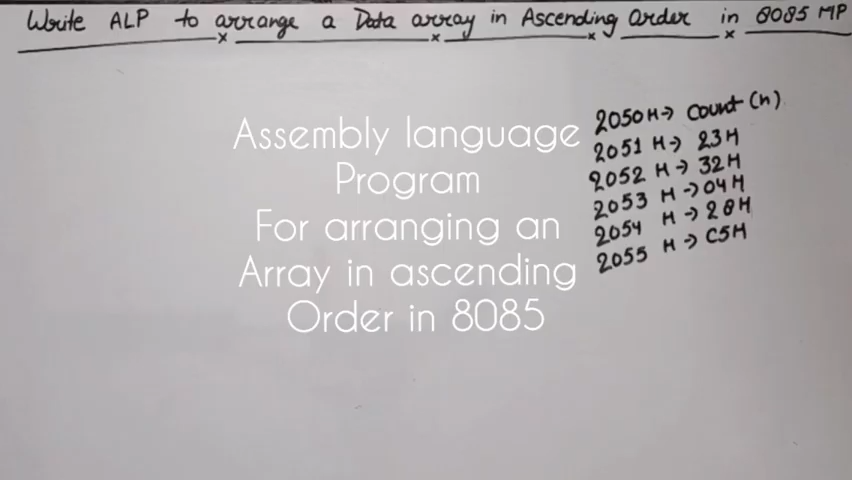 Write ALP to arrange a Data array in Ascending Order in 8085 MP
Assembly language
Program
For arranging an
Array in ascending
Order in 8085
2050H→ Count (n)
2051 H→ 23H
2052 H→ 32H
2053 H→04H
2054 H→ 28H
2055 H→ C5H